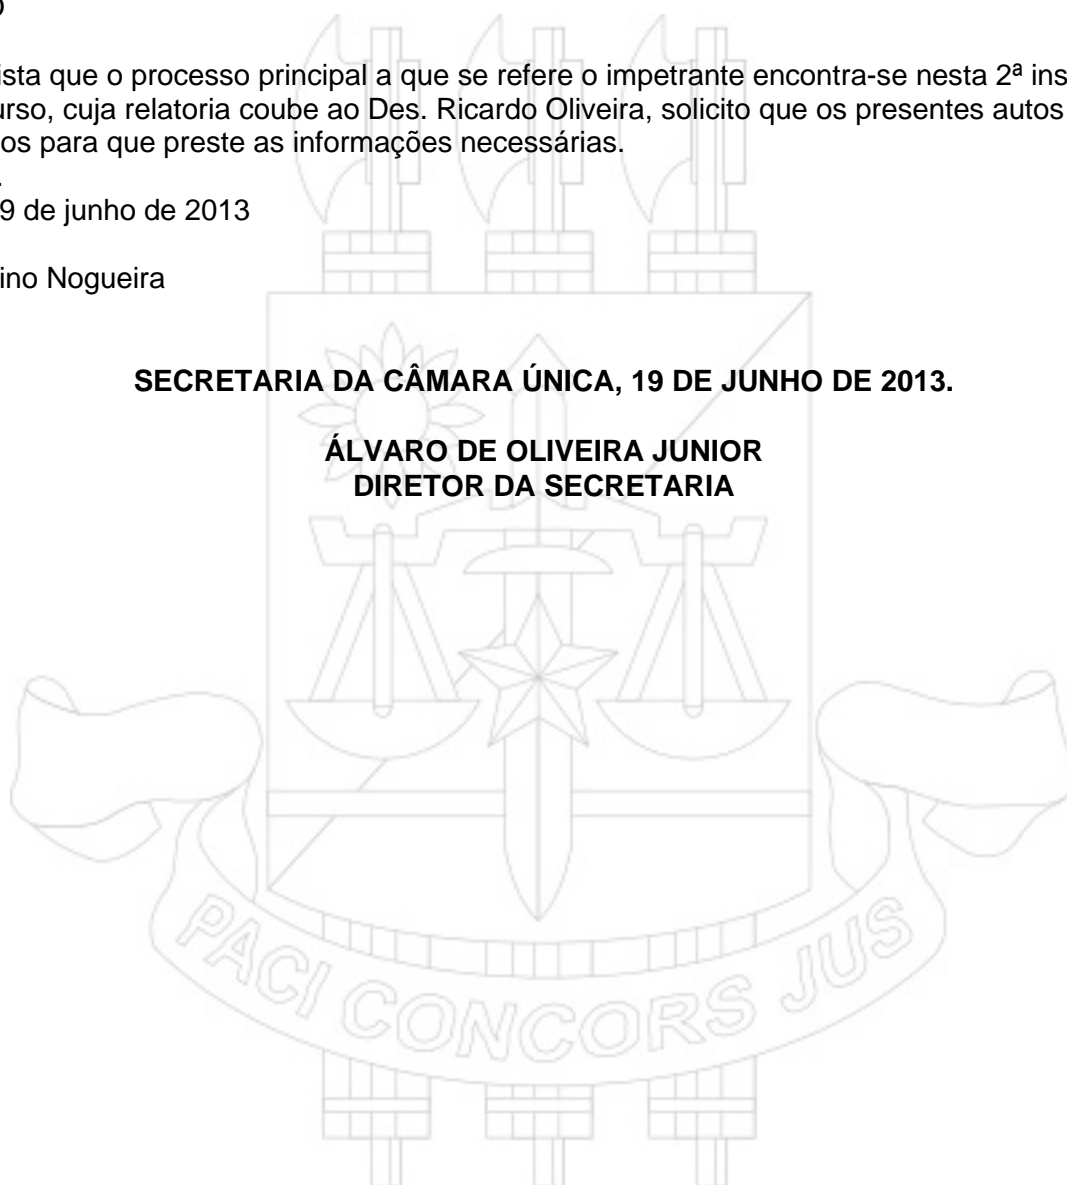 ista que o processo principal a que se refere o impetrante encontra-se nesta 2ª ins
urso, cuja relatoria coube ao Des. Ricardo Oliveira, solicito que os presentes autos
os para que preste as informações necessárias.
.
9 de junho de 2013
ino Nogueira
SECRETARIA DA CÂMARA ÚNICA, 19 DE JUNHO DE 2013.
ÁLVARO DE OLIVEIRA JUNIOR
DIRETOR DA SECRETARIA
PACI CONCORS JUS